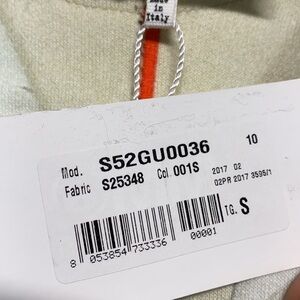 Made
in
Italy
Mod. S52GU0036 10
Fabric S25348 Col. 001S 2017 02
02PR 2017 3595/1
00001 TG. S
8 053854 733336